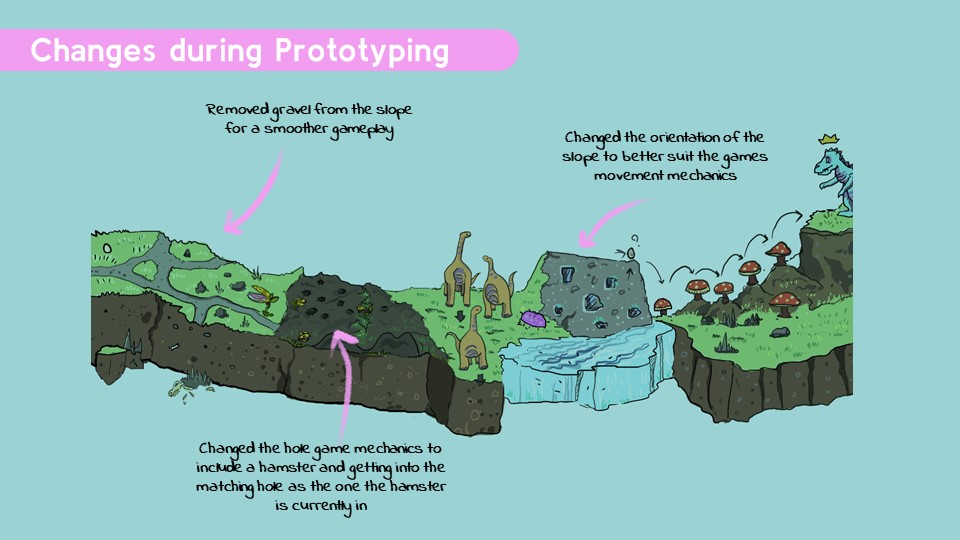 Changes during Prototyping
Removed gravel from the slope
for a smoother gameplay
Changed the orientation of the
slope to better suit the games
movement mechanics
Changed the hole game mechanics to
include a hamster and getting into the
matching hole as the one the hamster
is currently in